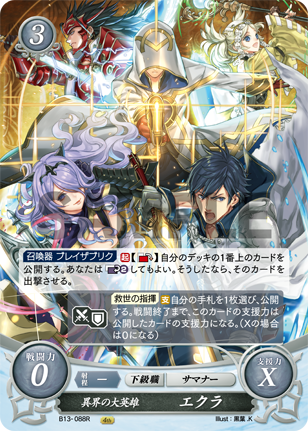 3
召喚器 ブレイザブリク 起【】自分のデッキの1番上のカードを
公開する。あなたは 2 してもよい。そうしたなら、そのカードを
出撃させる。
救世の指揮 支 自分の手札を1枚選び、公
開する。戦闘終了まで、このカードの支援力は
公開したカードの支援力になる。(Xの場合
は0になる)
戦闘力
0
射程 ー 下級職 サマナー
支援力
X
異界の大英雄 エクラ
B13-088R 4th Illust:黒葉.K